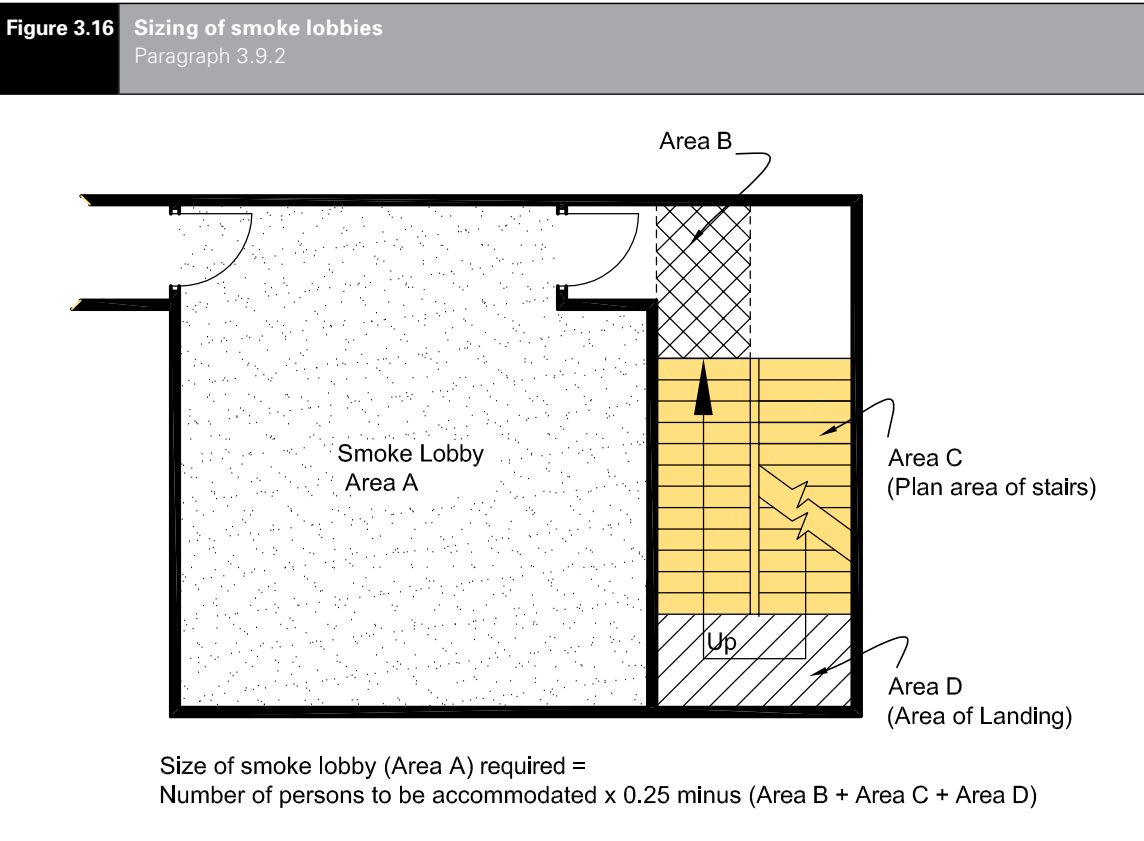 Figure 3.16
Sizing of smoke lobbies
Paragraph 3.9.2
Area B
Smoke Lobby
Area A
Area C
(Plan area of stairs)
Up
Area D
(Area of Landing)
Size of smoke lobby (Area A) required =
Number of persons to be accommodated x 0.25 minus (Area B + Area C + Area D)